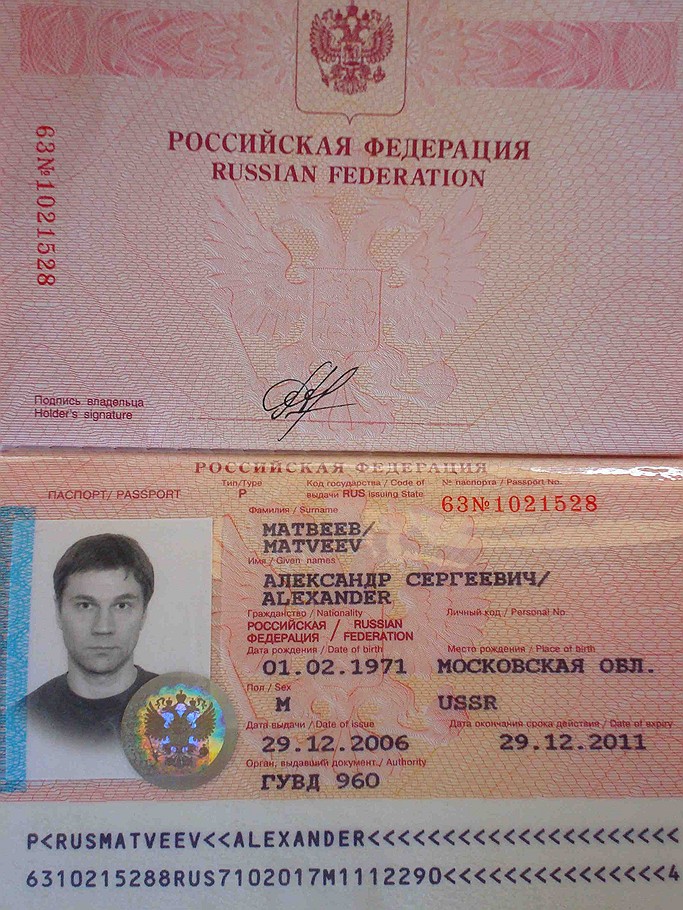 РОССИЙСКАЯ ФЕДЕРАЦИЯ
RUSSIAN FEDERATION
63№1021528
Подпись владельца
Holder's signature
РОССИЙСКАЯ ФЕДЕРАЦИЯ
ПАСПОРТ/ PASSPORT
Тип/Type
P
Код государства / Code of
выдачи RUS issuing State
№ паспорта / Passport No.
63№1021528
Фамилия / Surname
МАТВЕЕВ/
MATVEEV
Имя / Given names
АЛЕКСАНДР СЕРГЕЕВИЧ/
ALEXANDER
Гражданство / Nationality
Личный код / Personal No
РОССИЙСКАЯ / RUSSIAN
ФЕДЕРАЦИЯ / FEDERATION
Дата рождения / Date of birth
Место рождения / Place of birth
01.02.1971 МОСКОВСКАЯ ОБЛ.
Пол / Sex
М USSR
Дата выдачи / Date of issue
Дата окончания срока действия / Date of expiry
29.12.2006 29.12.2011
Орган, выдавший документ / Authority
ГУВД 960
P<RUSMATVEEV<<ALEXANDER<<<<<<<<<<<<<<<<<<<<<
6310215288RUS7102017M1112290<<<<<<<<<<<<<<<4